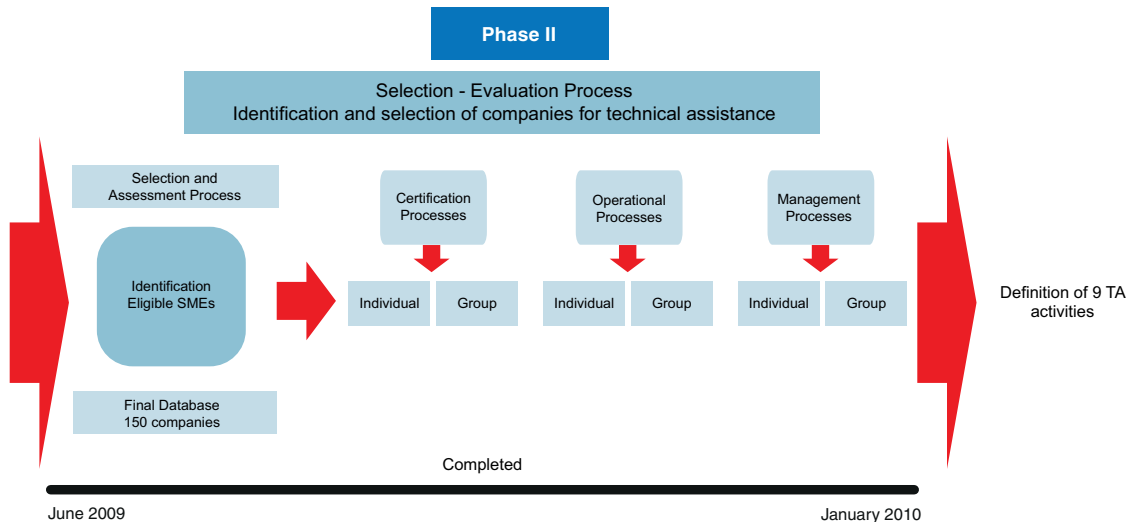 Phase II
Selection - Evaluation Process
Identification and selection of companies for technical assistance
Selection and
Assessment Process
Identification
Eligible SMEs
Final Database
150 companies
Certification
Processes
Individual
Group
Operational
Processes
Individual
Group
Management
Processes
Individual
Group
Definition of 9 TA
activities
Completed
June 2009
January 2010